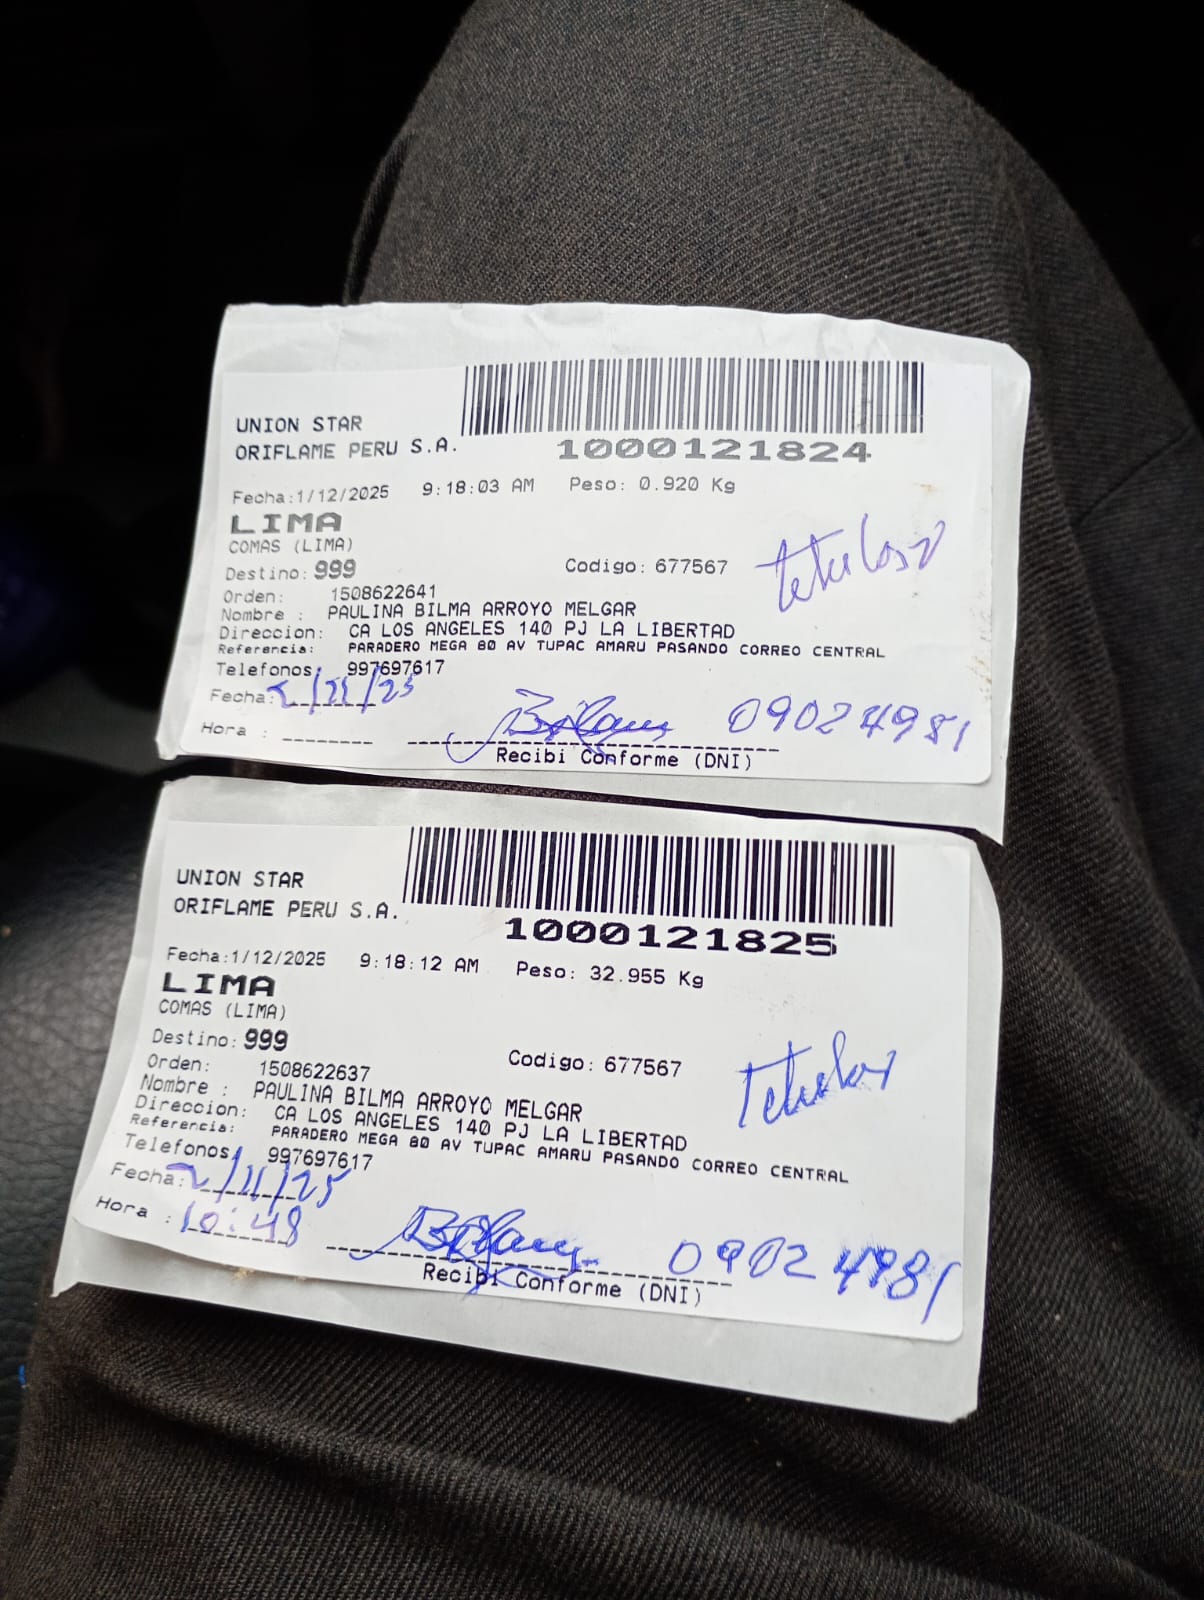 UNION STAR
ORIFLAME PERU S.A.
1000121824
Fecha:1/12/2025 9:18:03 AM Peso: 0.920 Kg
LIMA
COMAS (LIMA)
Destino: 999 Codigo: 677567
Orden: 1508622641
Nombre : PAULINA BILMA ARROYO MELGAR
Direccion: CA LOS ANGELES 140 PJ LA LIBERTAD
Referencia: PARADERO MEGA 80 AV TUPAC AMARU PASANDO CORREO CENTRAL
Telefonos: 997697617
Fecha:
Hora : 09024981
Recibi Conforme (DNI)
UNION STAR
ORIFLAME PERU S.A.
1000121825
Fecha:1/12/2025 9:18:12 AM Peso: 32.955 Kg
LIMA
COMAS (LIMA)
Destino: 999 Codigo: 677567
Orden: 1508622637
Nombre : PAULINA BILMA ARROYO MELGAR
Direccion: CA LOS ANGELES 140 PJ LA LIBERTAD
Referencia: PARADERO MEGA 80 AV TUPAC AMARU PASANDO CORREO CENTRAL
Telefonos: 997697617
Fecha:
Hora : 10:48 09024981
Recibi Conforme (DNI)